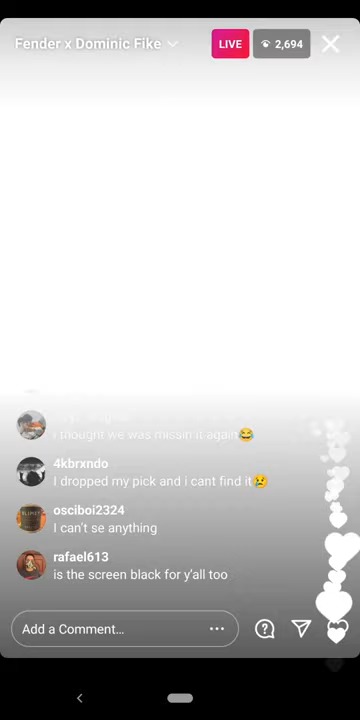 Fender x Dominic Fike
LIVE
2,694
i thought we was missin it again😂
4kbrxndo
I dropped my pick and i cant find it😢
osciboi2324
I can't se anything
rafael613
is the screen black for y'all too
Add a Comment…